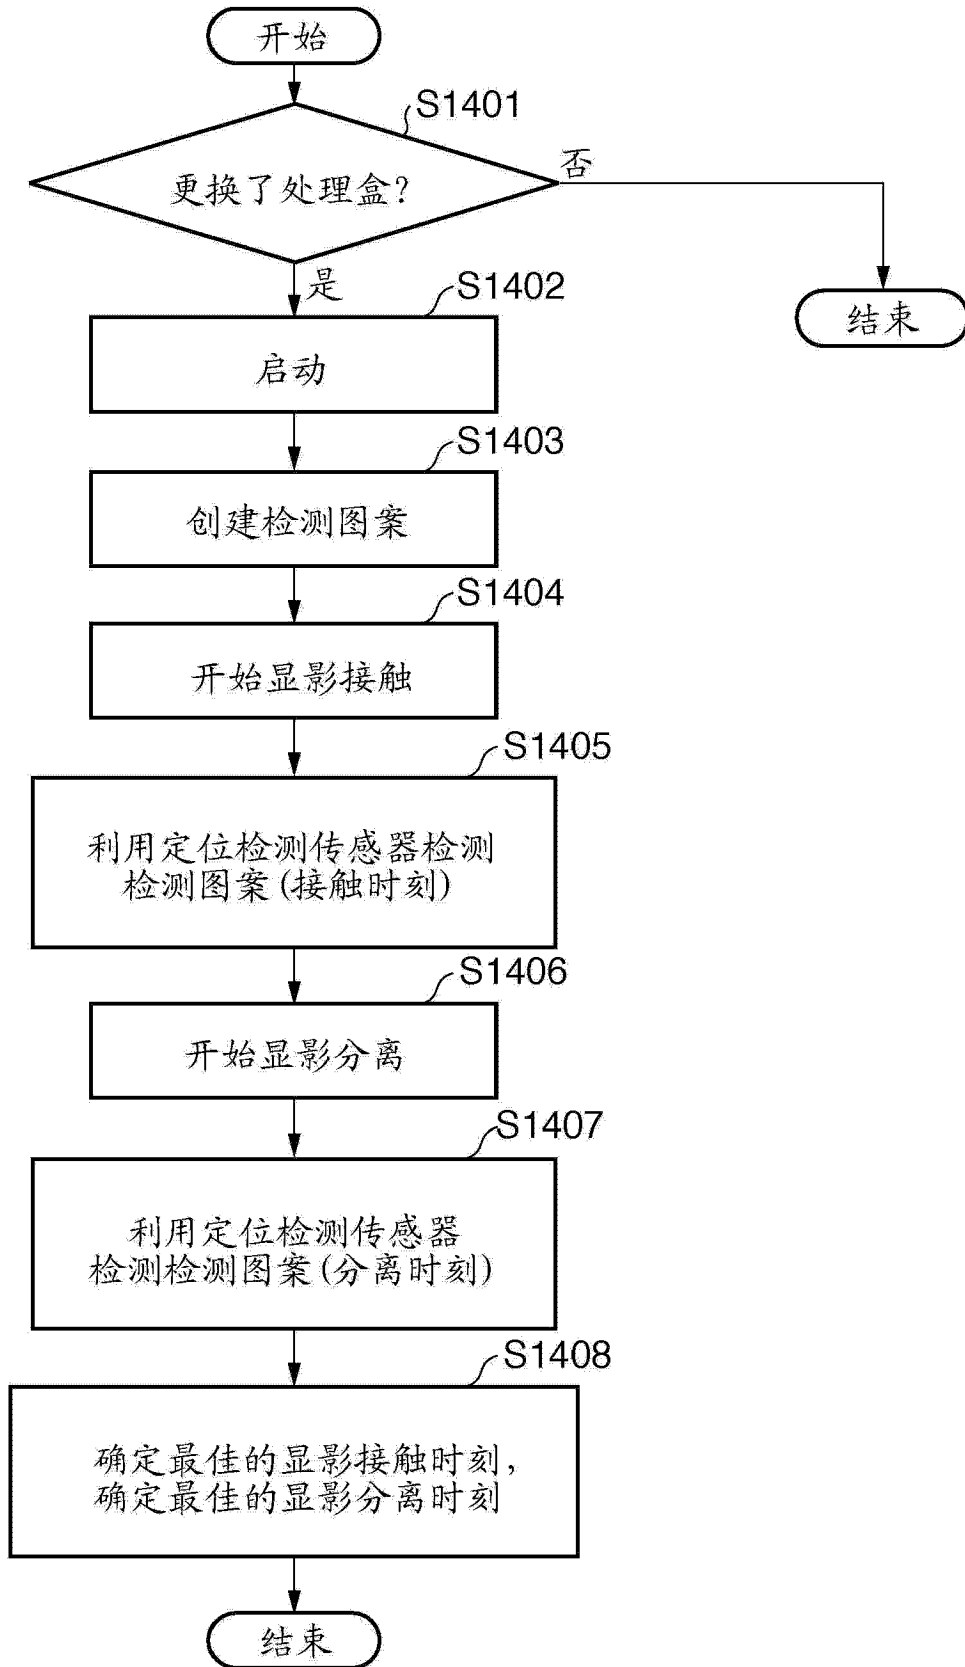 开始
S1401
更换了处理盒?
否
是
结束
S1402
启动
S1403
创建检测图案
S1404
开始显影接触
S1405
利用定位检测传感器检测
检测图案(接触时刻)
S1406
开始显影分离
S1407
利用定位检测传感器
检测检测图案(分离时刻)
S1408
确定最佳的显影接触时刻,
确定最佳的显影分离时刻
结束